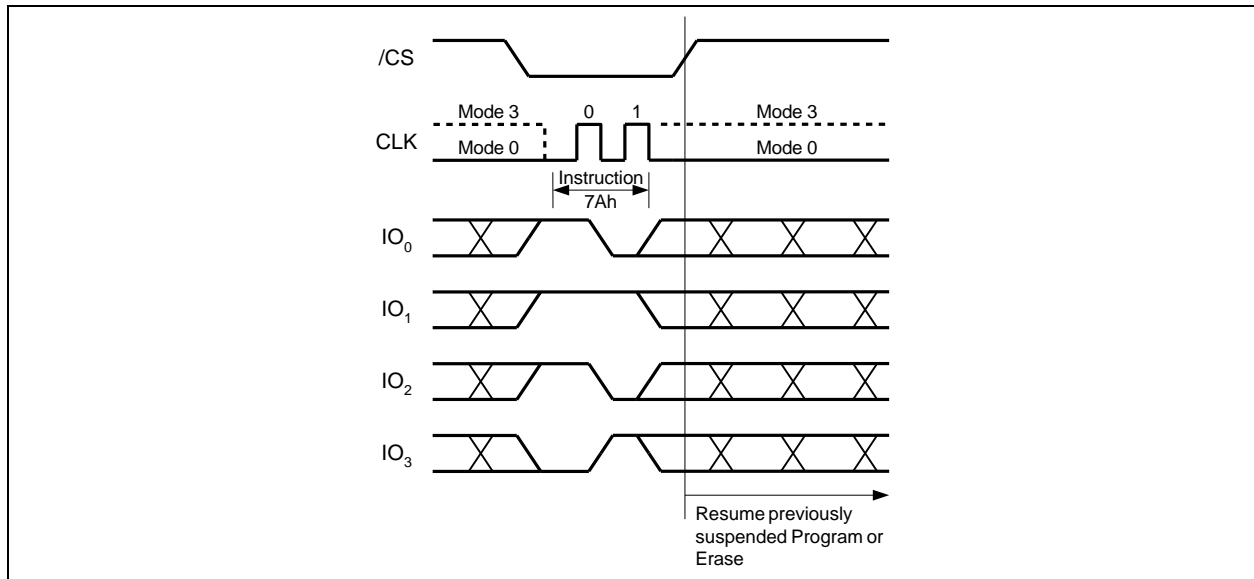 /CS
Mode 3 0 1 Mode 3
CLK
Mode 0 Mode 0
Instruction
7Ah
IO0
IO1
IO2
IO3
Resume previously
suspended Program or
Erase